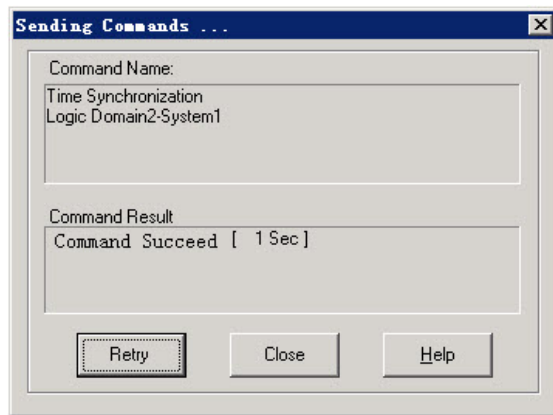 Sending Commands ...
Command Name:
Time Synchronization
Logic Domain2-System1
Command Result
Command Succeed [ 1 Sec ]
Retry
Close
Help